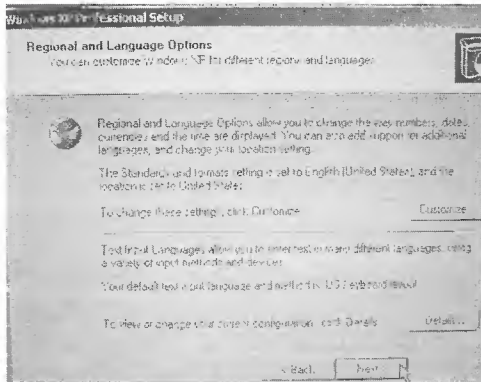 Windows XP Professional Setup
Regional and Language Options
You can customize Windows XP for different regions and languages
Regional and Language Options allow you to change the way numbers, dates,
currencies and the time are displayed. You can also add support for additional
languages, and change your location setting.
The Standards and formats setting is set to English (United States), and the
location is set to United States
To change these settings, click Customize
Customize
Text Input Languages allow you to enter text in many different languages, using
a variety of input methods and devices
Your default text input language and method is: US keyboard layout
To view or change your current configuration, click Details
Details...
< Back
Next